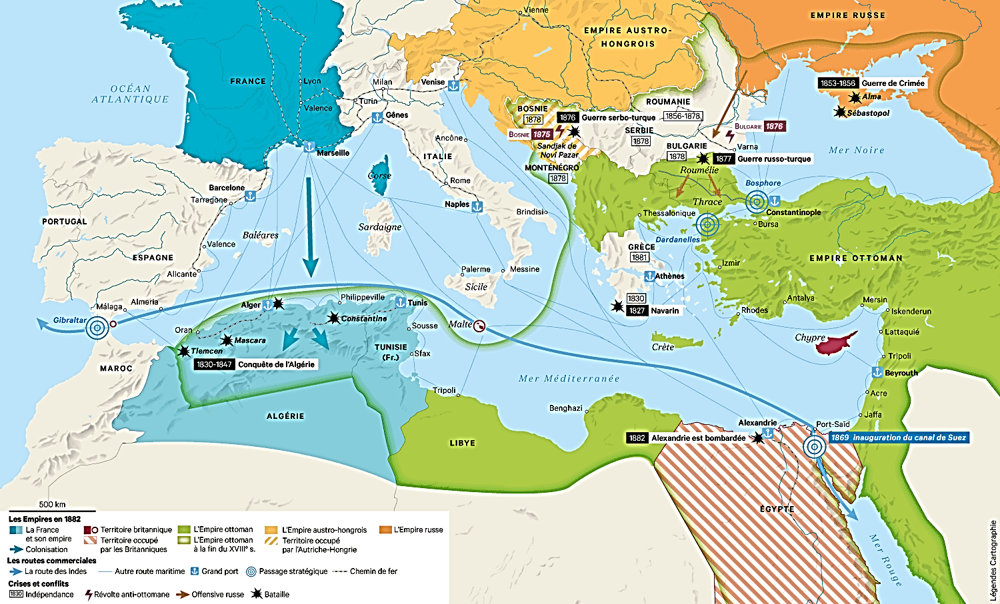 Vienne
EMPIRE RUSSE
EMPIRE AUSTRO-
HONGROIS
OCÉAN
ATLANTIQUE
FRANCE
Lyon
Valence
Milan
Turin
Venise
Gênes
1853-1856 Guerre de Crimée
Alma
Sébastopol
BOSNIE
1878
1876 Guerre serbo-turque
ROUMANIE
1856-1878
BOSNIE 1875
SERBIE
1878
BULGARIE 1876
Sandjak de
Novi Pazar
BULGARIE
1878
Varna
Mer Noire
1877 Guerre russo-turque
Roumélie
MONTÉNÉGRO
1878
Marseille
Ancône
ITALIE
Corse
Rome
Barcelone
Tarragone
Naples
Brindisi
Bosphore
Thrace
Constantinople
Thessalonique
Bursa
Dardanelles
PORTUGAL
Baléares
Sardaigne
Valence
ESPAGNE
Alicante
GRÈCE
1881
EMPIRE OTTOMAN
Izmir
Athènes
Palerme
Messine
Sicile
Málaga
Almeria
Gibraltar
Alger
Philippeville
Tunis
Constantine
Oran
Sousse
Malte
1830
1827 Navarin
Antalya
Rhodes
Mersin
Iskenderun
Lattaquié
Chypre
Crète
Tripoli
Beyrouth
Mascara
Tlemcen
TUNISIE
(Fr.)
Sfax
1830-1847 Conquête de l'Algérie
MAROC
Mer Méditerranée
Tripoli
Benghazi
Acre
Jaffa
ALGÉRIE
LIBYE
Alexandrie
Port-Saïd
1882 Alexandrie est bombardée
1869 inauguration du canal de Suez
ÉGYPTE
Mer Rouge
500 km
Les Empires en 1882
La France
et son empire
Colonisation
Territoire britannique
Territoire occupé
par les Britanniques
L'Empire ottoman
L'Empire ottoman
à la fin du XVIIIe s.
L'Empire austro-hongrois
Territoire occupé
par l'Autriche-Hongrie
L'Empire russe
Les routes commerciales
La route des Indes
Autre route maritime
Grand port
Passage stratégique
Chemin de fer
Crises et conflits
1830 Indépendance
Révolte anti-ottomane
Offensive russe
Bataille
Légendes Cartographie